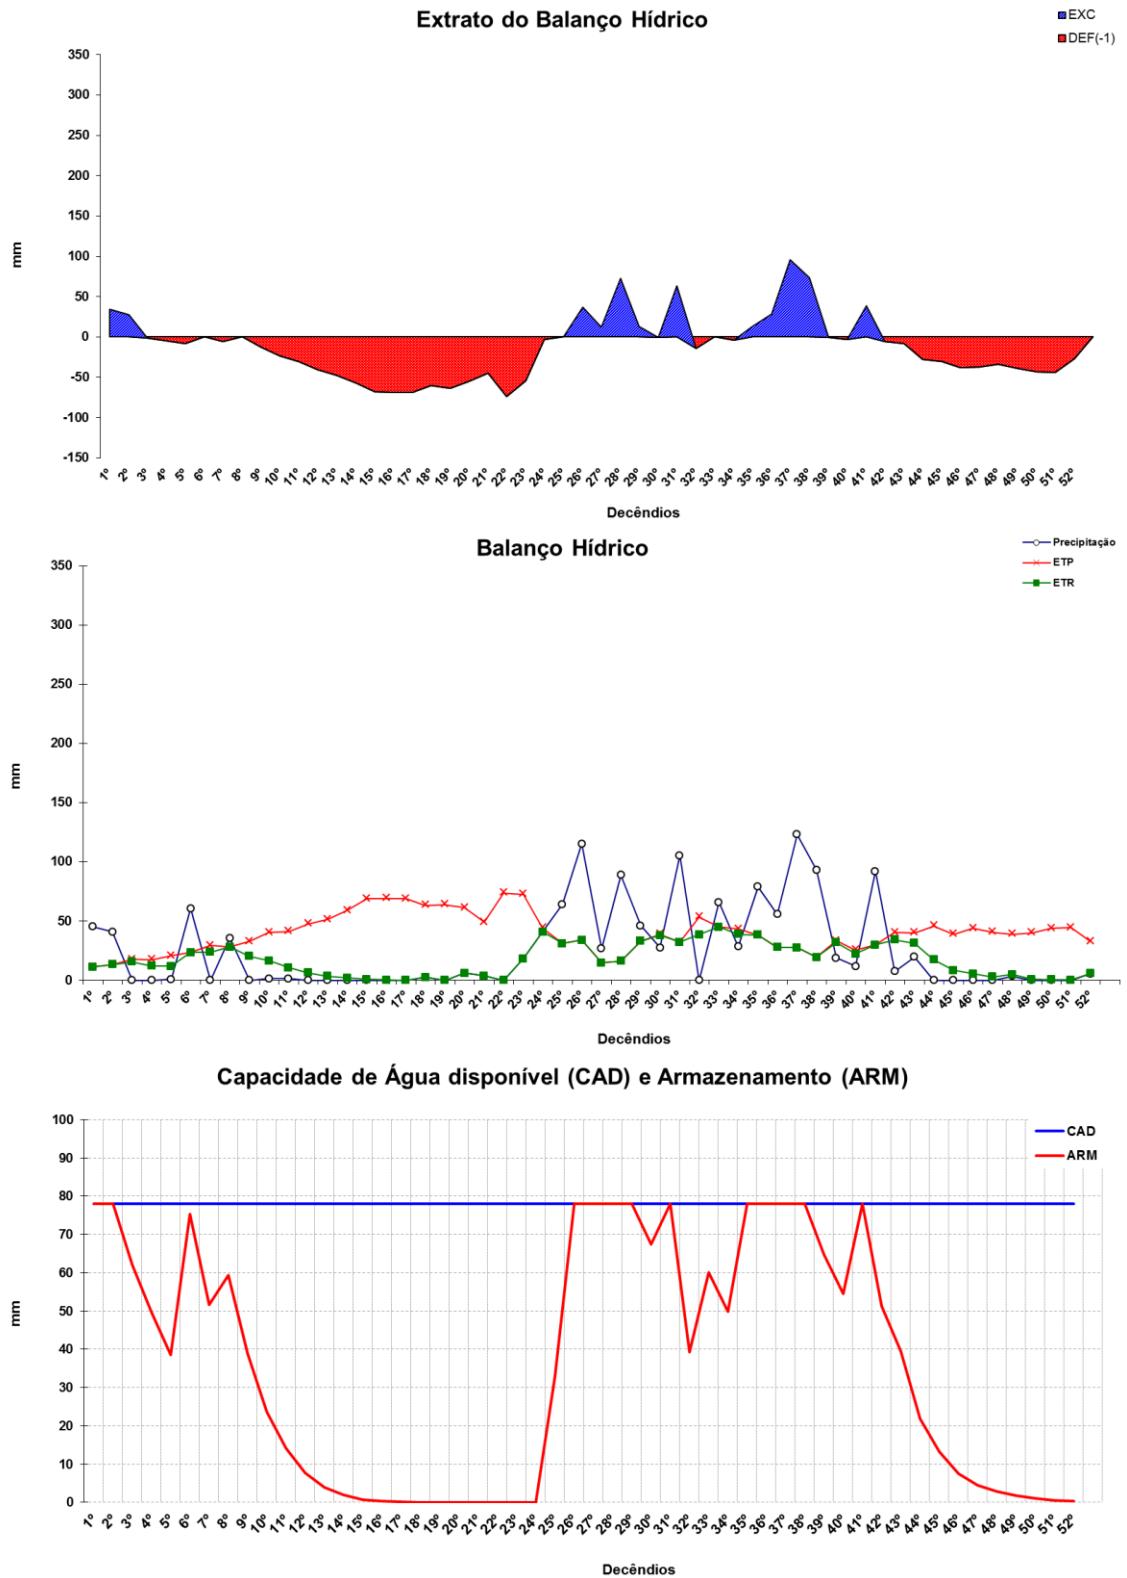 Extrato do Balanço Hídrico
EXC
DEF(-1)
350
300
250
200
150
100
50
0
-50
-100
-150
mm
1º 2º 3º 4º 5º 6º 7º 8º 9º 10º 11º 12º 13º 14º 15º 16º 17º 18º 19º 20º 21º 22º 23º 24º 25º 26º 27º 28º 29º 30º 31º 32º 33º 34º 35º 36º 37º 38º 39º 40º 41º 42º 43º 44º 45º 46º 47º 48º 49º 50º 51º 52º
Decêndios
Balanço Hídrico
Precipitação
ETP
ETR
350
300
250
200
150
100
50
0
mm
1º 2º 3º 4º 5º 6º 7º 8º 9º 10º 11º 12º 13º 14º 15º 16º 17º 18º 19º 20º 21º 22º 23º 24º 25º 26º 27º 28º 29º 30º 31º 32º 33º 34º 35º 36º 37º 38º 39º 40º 41º 42º 43º 44º 45º 46º 47º 48º 49º 50º 51º 52º
Decêndios
Capacidade de Água disponível (CAD) e Armazenamento (ARM)
CAD
ARM
100
90
80
70
60
50
40
30
20
10
0
mm
1º 2º 3º 4º 5º 6º 7º 8º 9º 10º 11º 12º 13º 14º 15º 16º 17º 18º 19º 20º 21º 22º 23º 24º 25º 26º 27º 28º 29º 30º 31º 32º 33º 34º 35º 36º 37º 38º 39º 40º 41º 42º 43º 44º 45º 46º 47º 48º 49º 50º 51º 52º
Decêndios